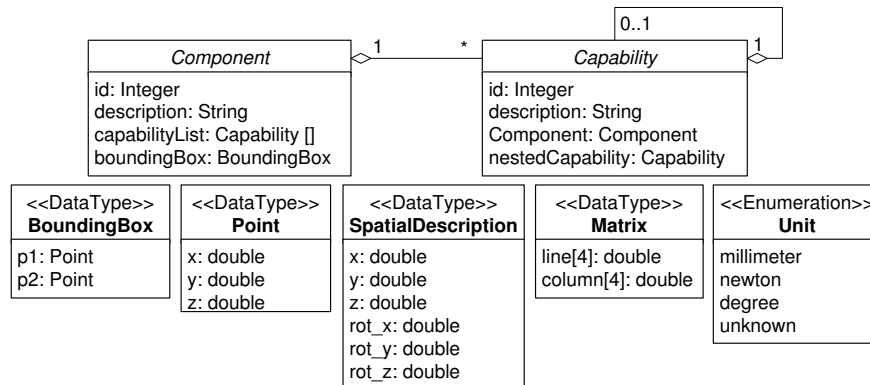 0..1
Component
1
*
Capability
1
id: Integer
description: String
capabilityList: Capability []
boundingBox: BoundingBox
id: Integer
description: String
Component: Component
nestedCapability: Capability
<<DataType>>
BoundingBox
p1: Point
p2: Point
<<DataType>>
Point
x: double
y: double
z: double
<<DataType>>
SpatialDescription
x: double
y: double
z: double
rot_x: double
rot_y: double
rot_z: double
<<DataType>>
Matrix
line[4]: double
column[4]: double
<<Enumeration>>
Unit
millimeter
newton
degree
unknown